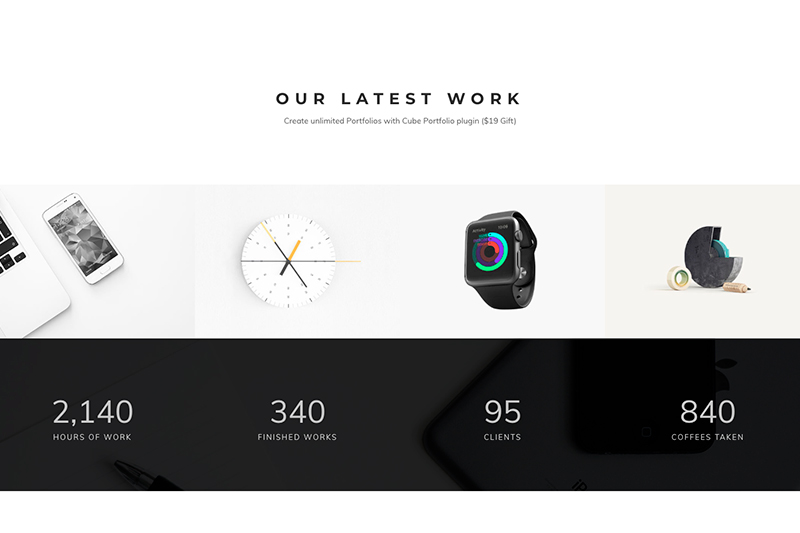 OUR LATEST WORK
Create unlimited Portfolios with Cube Portfolio plugin ($19 Gift)
2,140
340
95
840
HOURS OF WORK
FINISHED WORKS
CLIENTS
COFFEES TAKEN